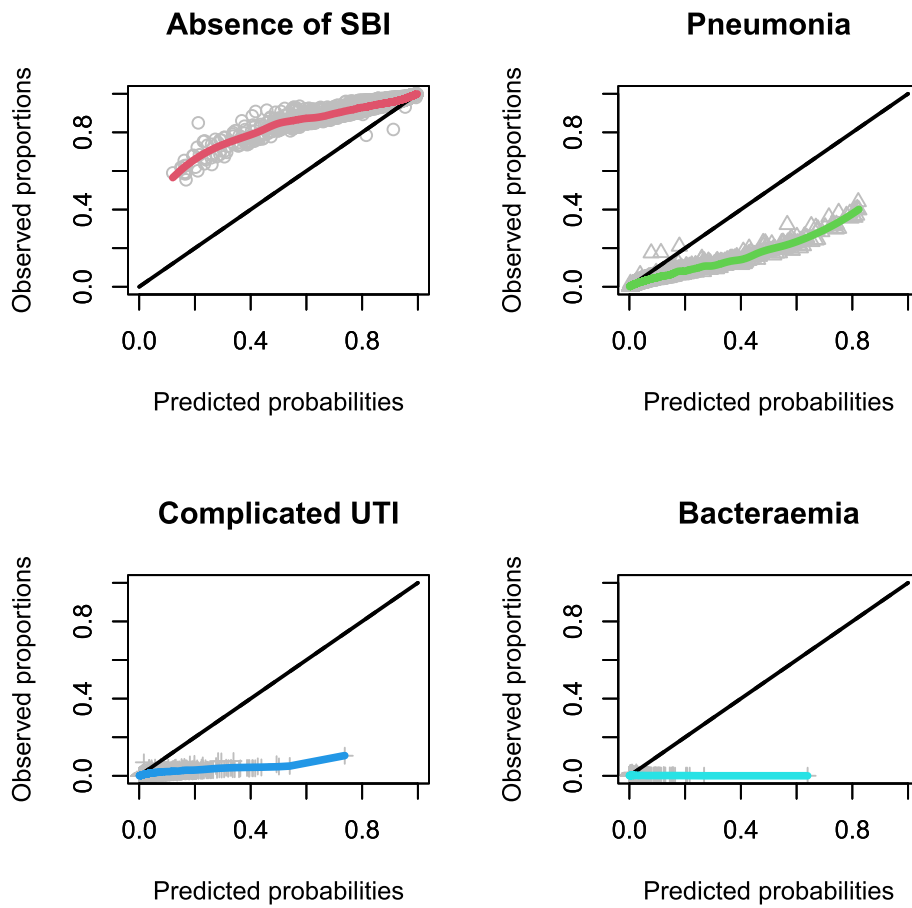 Absence of SBI
Observed proportions
0.8
0.4
0.0
0.0 0.4 0.8
Predicted probabilities
Pneumonia
Observed proportions
0.8
0.4
0.0
0.0 0.4 0.8
Predicted probabilities
Complicated UTI
Observed proportions
0.8
0.4
0.0
0.0 0.4 0.8
Predicted probabilities
Bacteraemia
Observed proportions
0.8
0.4
0.0
0.0 0.4 0.8
Predicted probabilities